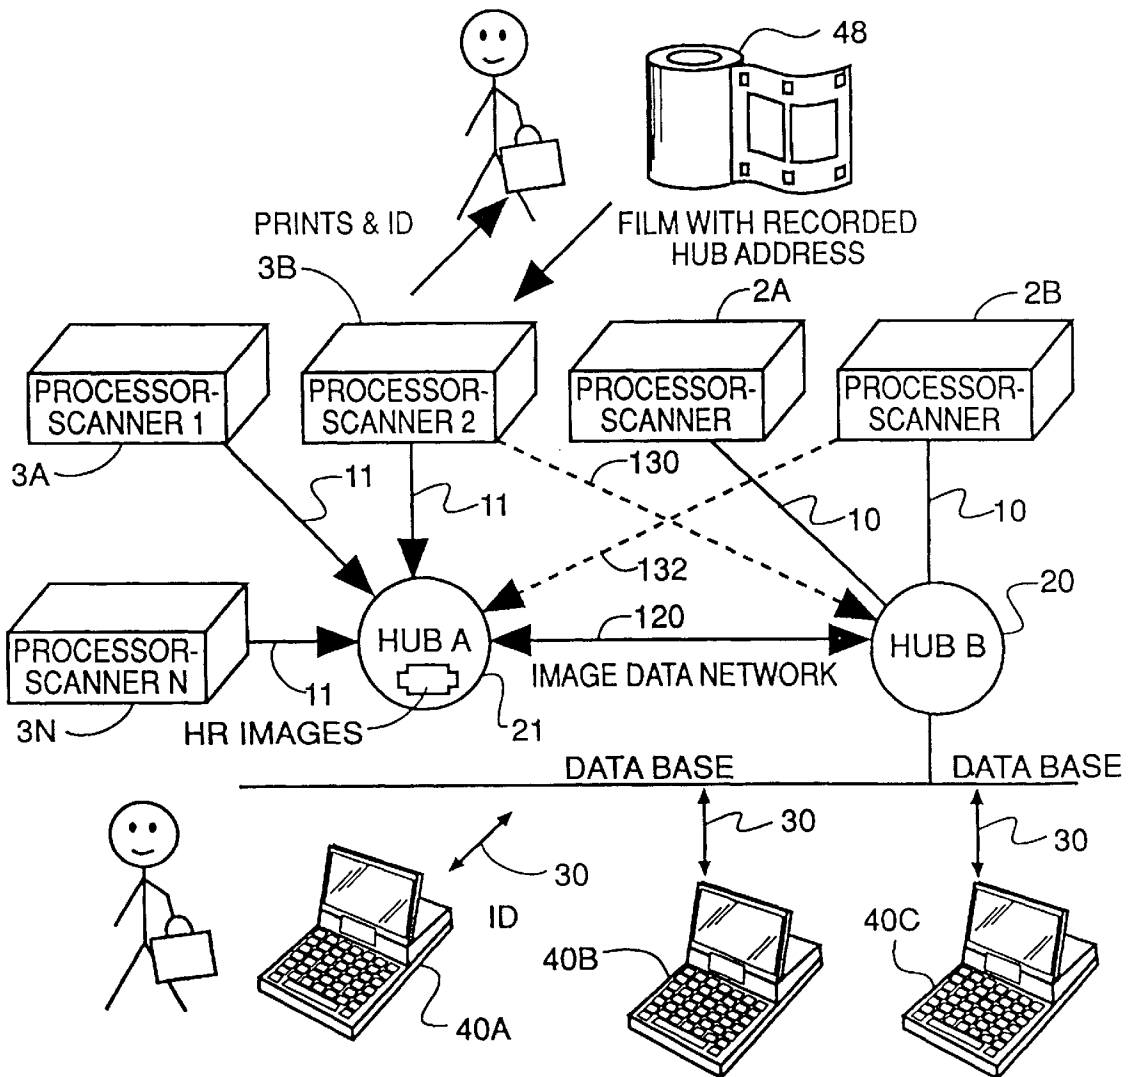 48
PRINTS & ID
FILM WITH RECORDED
HUB ADDRESS
3B
2A
2B
PROCESSOR-
SCANNER 1
PROCESSOR-
SCANNER 2
PROCESSOR-
SCANNER
PROCESSOR-
SCANNER
3A
11
11
130
10
10
132
20
PROCESSOR-
SCANNER N
HUB A
120
HUB B
11
IMAGE DATA NETWORK
3N
HR IMAGES
21
DATA BASE
DATA BASE
30
30
30
ID
40A
40B
40C